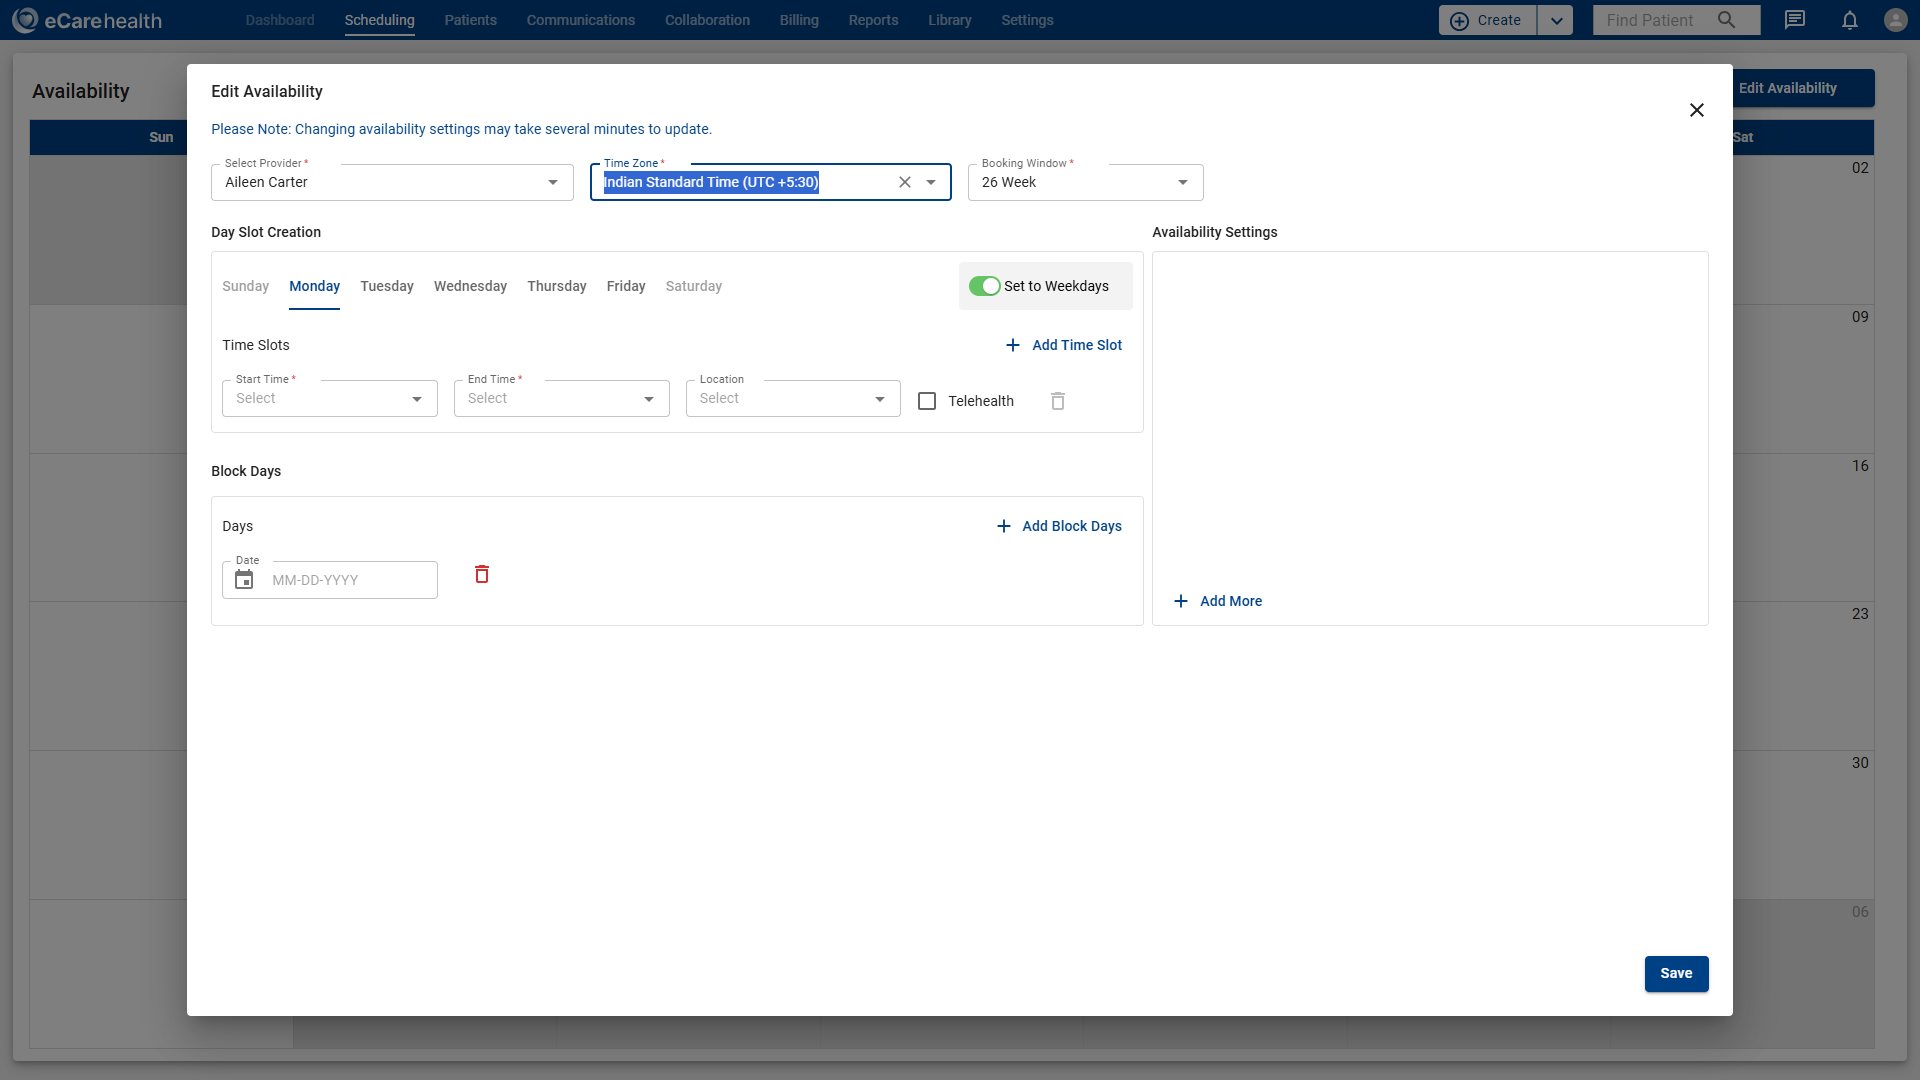 eCarehealth
Dashboard Scheduling Patients Communications Collaboration Billing Reports Library Settings
Create
Find Patient
Availability
Edit Availability
Sun
Sat
02
09
16
23
30
06
Edit Availability
Please Note: Changing availability settings may take several minutes to update.
Select Provider *
Aileen Carter
Time Zone *
Indian Standard Time (UTC +5:30)
Booking Window *
26 Week
Day Slot Creation
Sunday Monday Tuesday Wednesday Thursday Friday Saturday
Set to Weekdays
Time Slots
Add Time Slot
Start Time *
Select
End Time *
Select
Location
Select
Telehealth
Block Days
Days
Add Block Days
Date
MM-DD-YYYY
Availability Settings
Add More
Save